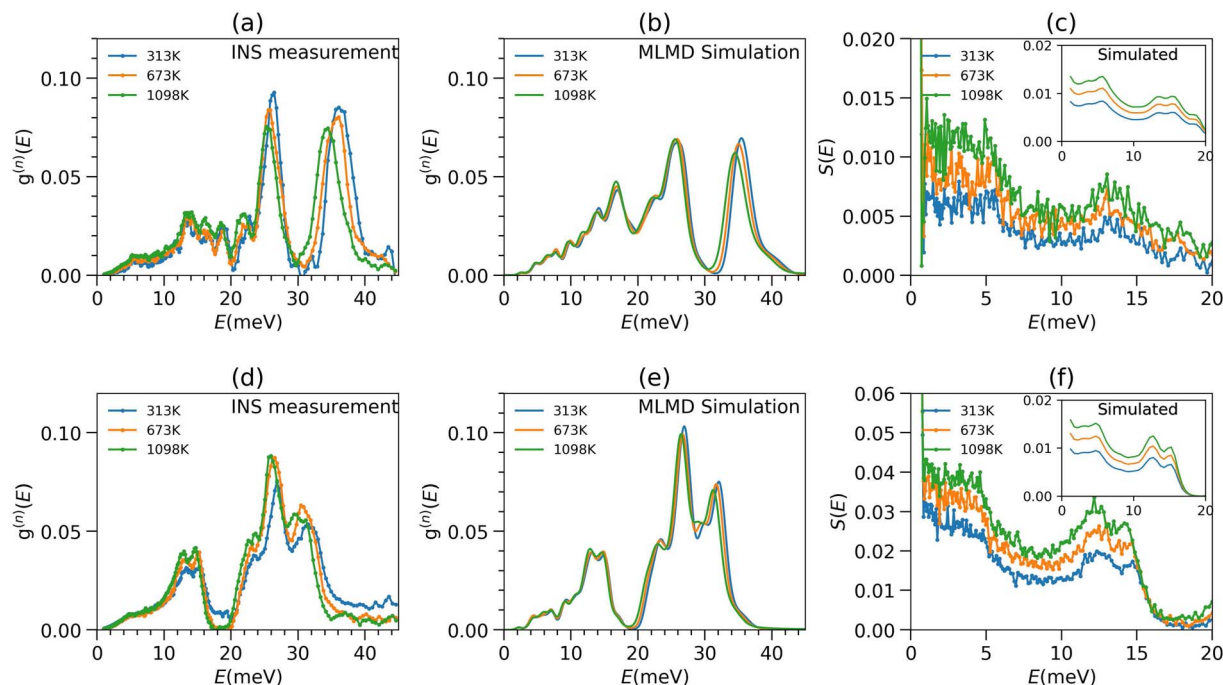 (a)
INS measurement
313K
673K
1098K
g(n)(E)
0.10
0.05
0.00
0 10 20 30 40
E(meV)
(b)
MLMD Simulation
313K
673K
1098K
g(n)(E)
0.10
0.05
0.00
0 10 20 30 40
E(meV)
(c)
313K
673K
1098K
S(E)
0.020
0.015
0.010
0.005
0.000
0 5 10 15 20
E(meV)
Simulated
0.02
0.01
0.00
0 10 20
(d)
INS measurement
313K
673K
1098K
g(n)(E)
0.10
0.05
0.00
0 10 20 30 40
E(meV)
(e)
MLMD Simulation
313K
673K
1098K
g(n)(E)
0.10
0.05
0.00
0 10 20 30 40
E(meV)
(f)
313K
673K
1098K
S(E)
0.06
0.05
0.04
0.03
0.02
0.01
0.00
0 5 10 15 20
E(meV)
Simulated
0.02
0.01
0.00
0 10 20